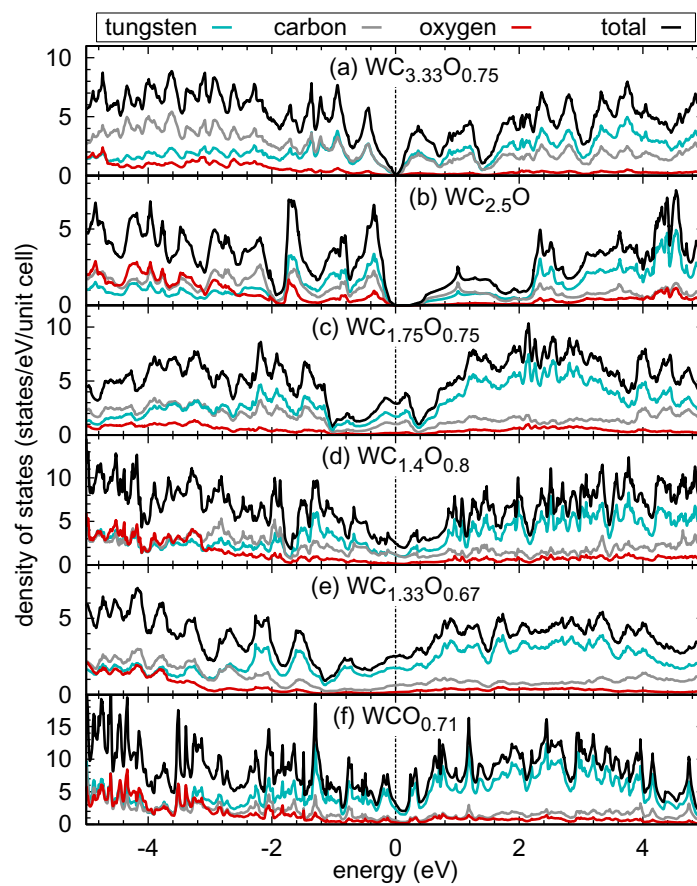 tungsten carbon oxygen total
density of states (states/eV/unit cell)
10
5
0
(a) WC3.33O0.75
5
0
(b) WC2.5O
10
5
0
(c) WC1.75O0.75
10
5
0
(d) WC1.4O0.8
5
0
(e) WC1.33O0.67
15
10
5
0
(f) WCO0.71
-4 -2 0 2 4
energy (eV)